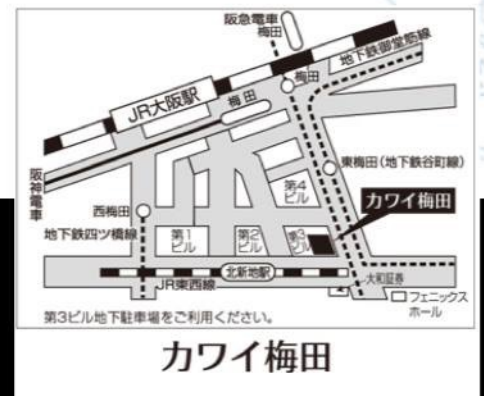 阪急電車
梅田
地下鉄御堂筋線
梅田
JR大阪駅
梅田
阪神電車
東梅田(地下鉄谷町線)
第4
ビル
カワイ梅田
西梅田
地下鉄四ツ橋線
第1
ビル
第2
ビル
第3
ビル
北新地駅
JR東西線
大和証券
フェニックス
ホール
第3ビル地下駐車場をご利用ください。
カワイ梅田